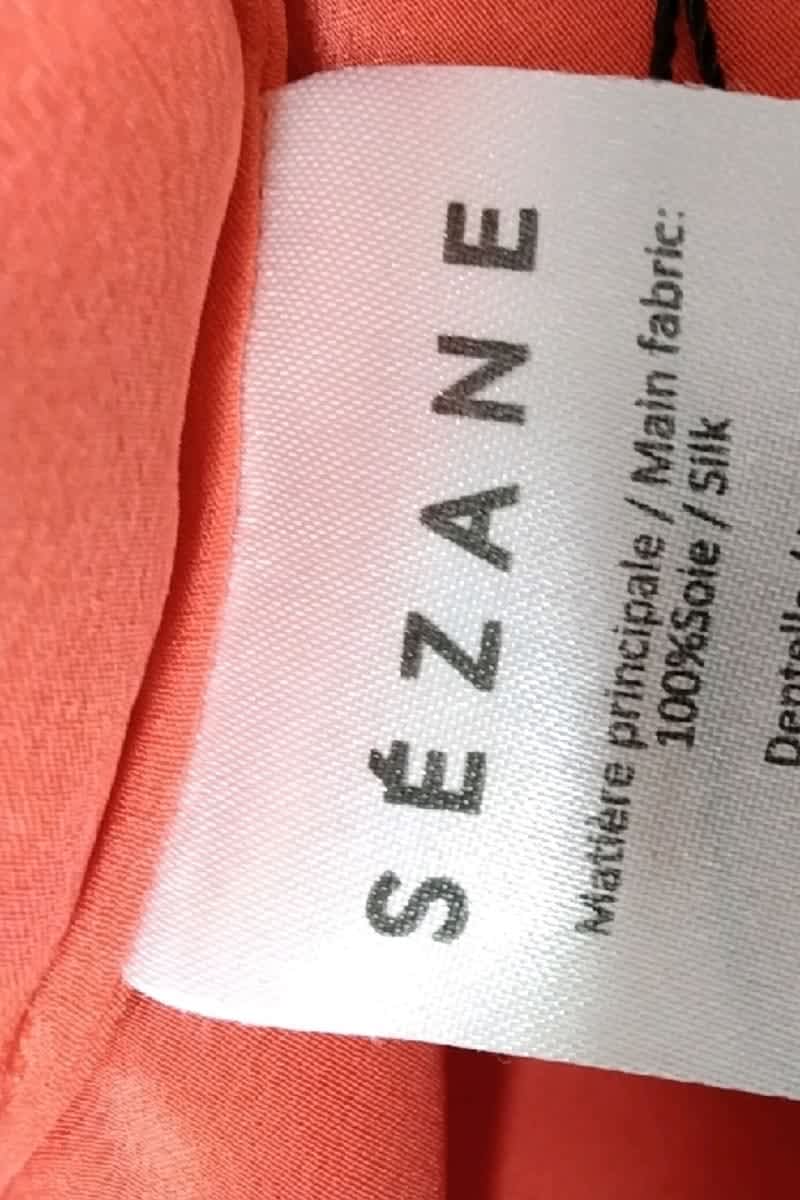 SÉZANE
Matière principale / Main fabric:
100%Soie / Silk